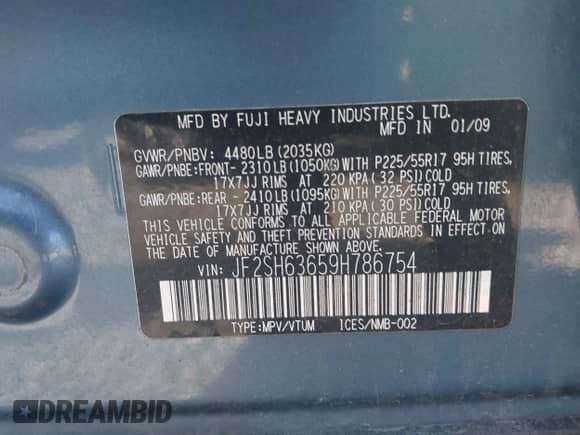 MFD BY FUJI HEAVY INDUSTRIES LTD.
MFD IN 01/09
GVWR/PNBV: 4480LB (2035KG)
GAWR/PNBE:FRONT- 2310LB(1050KG)WITH P225/55R17 95H TIRES,
17X7JJ RIMS AT 220 KPA ( 32 PSI)COLD
GAWR/PNBE:REAR - 2410LB(1095KG)WITH P225/55R17 95H TIRES,
17X7JJ RIMS AT 210 KPA ( 30 PSI)COLD
THIS VEHICLE CONFORMS TO ALL APPLICABLE FEDERAL MOTOR
VEHICLE SAFETY AND THEFT PREVENTION STANDARDS IN EFFECT ON
THE DATE OF MANUFACTURE SHOWN ABOVE.
VIN: JF2SH63659H786754
TYPE:MPV/VTUM ICES/NMB-002
DREAMBID